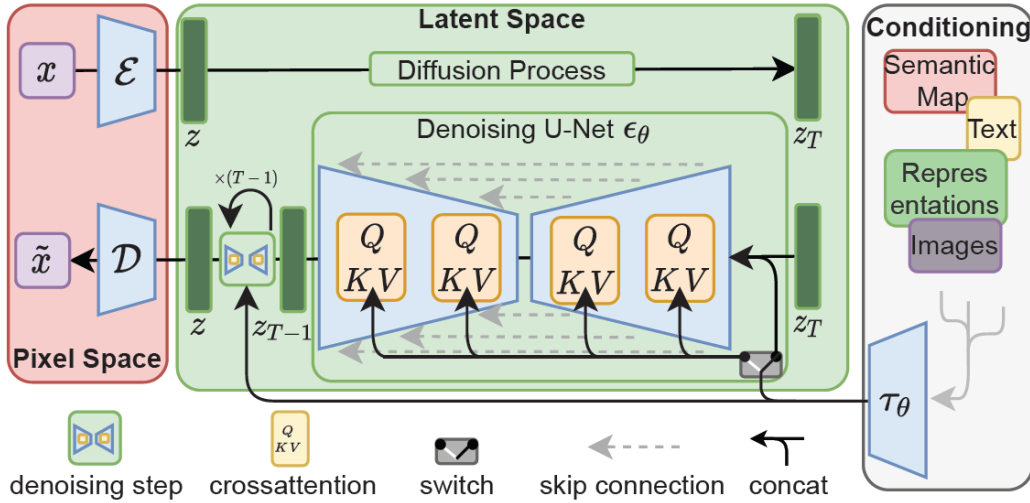 Latent Space
Conditioning
x
ℰ
z
Diffusion Process
z_T
Semantic
Map
Text
Repres
entations
Images
Denoising U-Net ϵ_θ
×(T−1)
x̃
𝒟
z
z_{T−1}
Q
KV
Q
KV
Q
KV
Q
KV
z_T
Pixel Space
τ_θ
Q
KV
denoising step
crossattention
switch
skip connection
concat